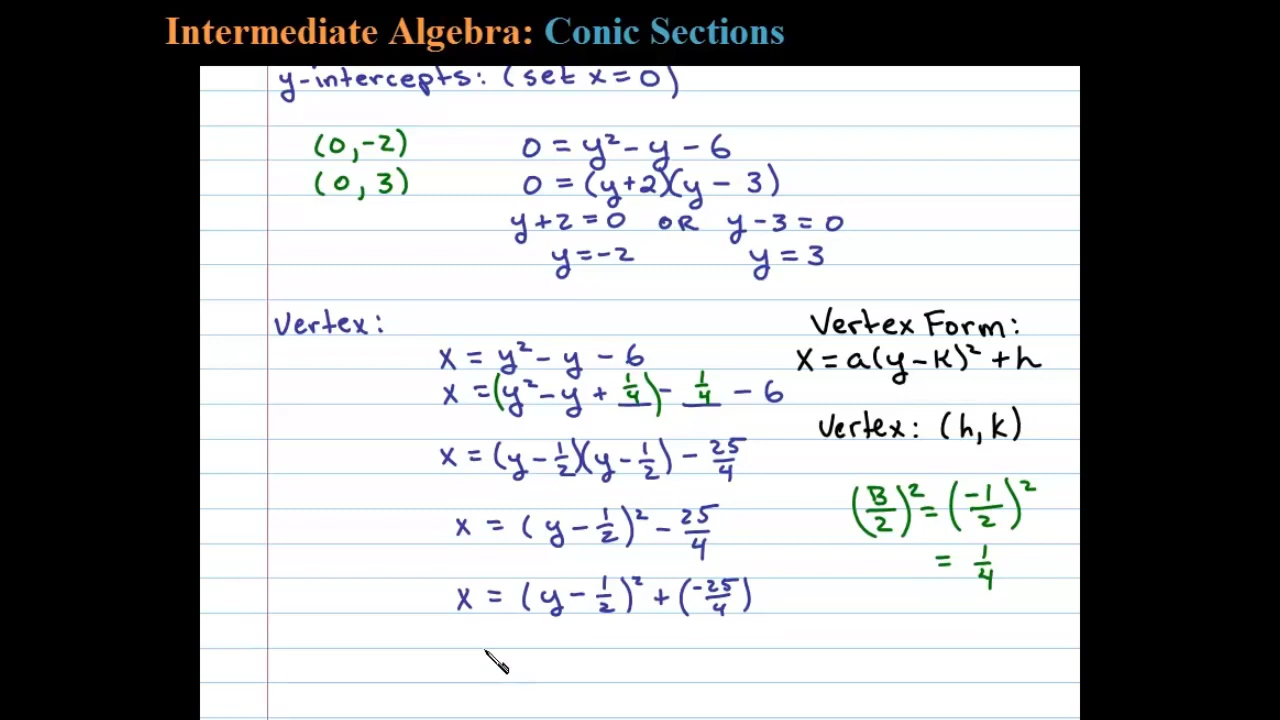 Intermediate Algebra: Conic Sections
y-intercepts: (set x = 0)
(0, -2) 0 = y² - y - 6
(0, 3) 0 = (y+2)(y - 3)
y+2 = 0 OR y-3 = 0
y = -2 y = 3
Vertex:
x = y² - y - 6
x = (y² - y + 1/4) - 1/4 - 6
x = (y - 1/2)(y - 1/2) - 25/4
x = (y - 1/2)² - 25/4
x = (y - 1/2)² + (-25/4)
Vertex Form:
x = a(y - k)² + h
Vertex: (h, k)
(B/2)² = (-1/2)²
= 1/4